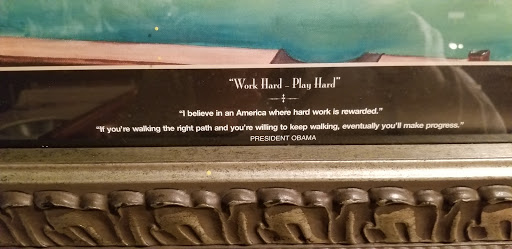 “Work Hard – Play Hard”
“I believe in an America where hard work is rewarded.”
“If you're walking the right path and you're willing to keep walking, eventually you'll make progress.”
PRESIDENT OBAMA